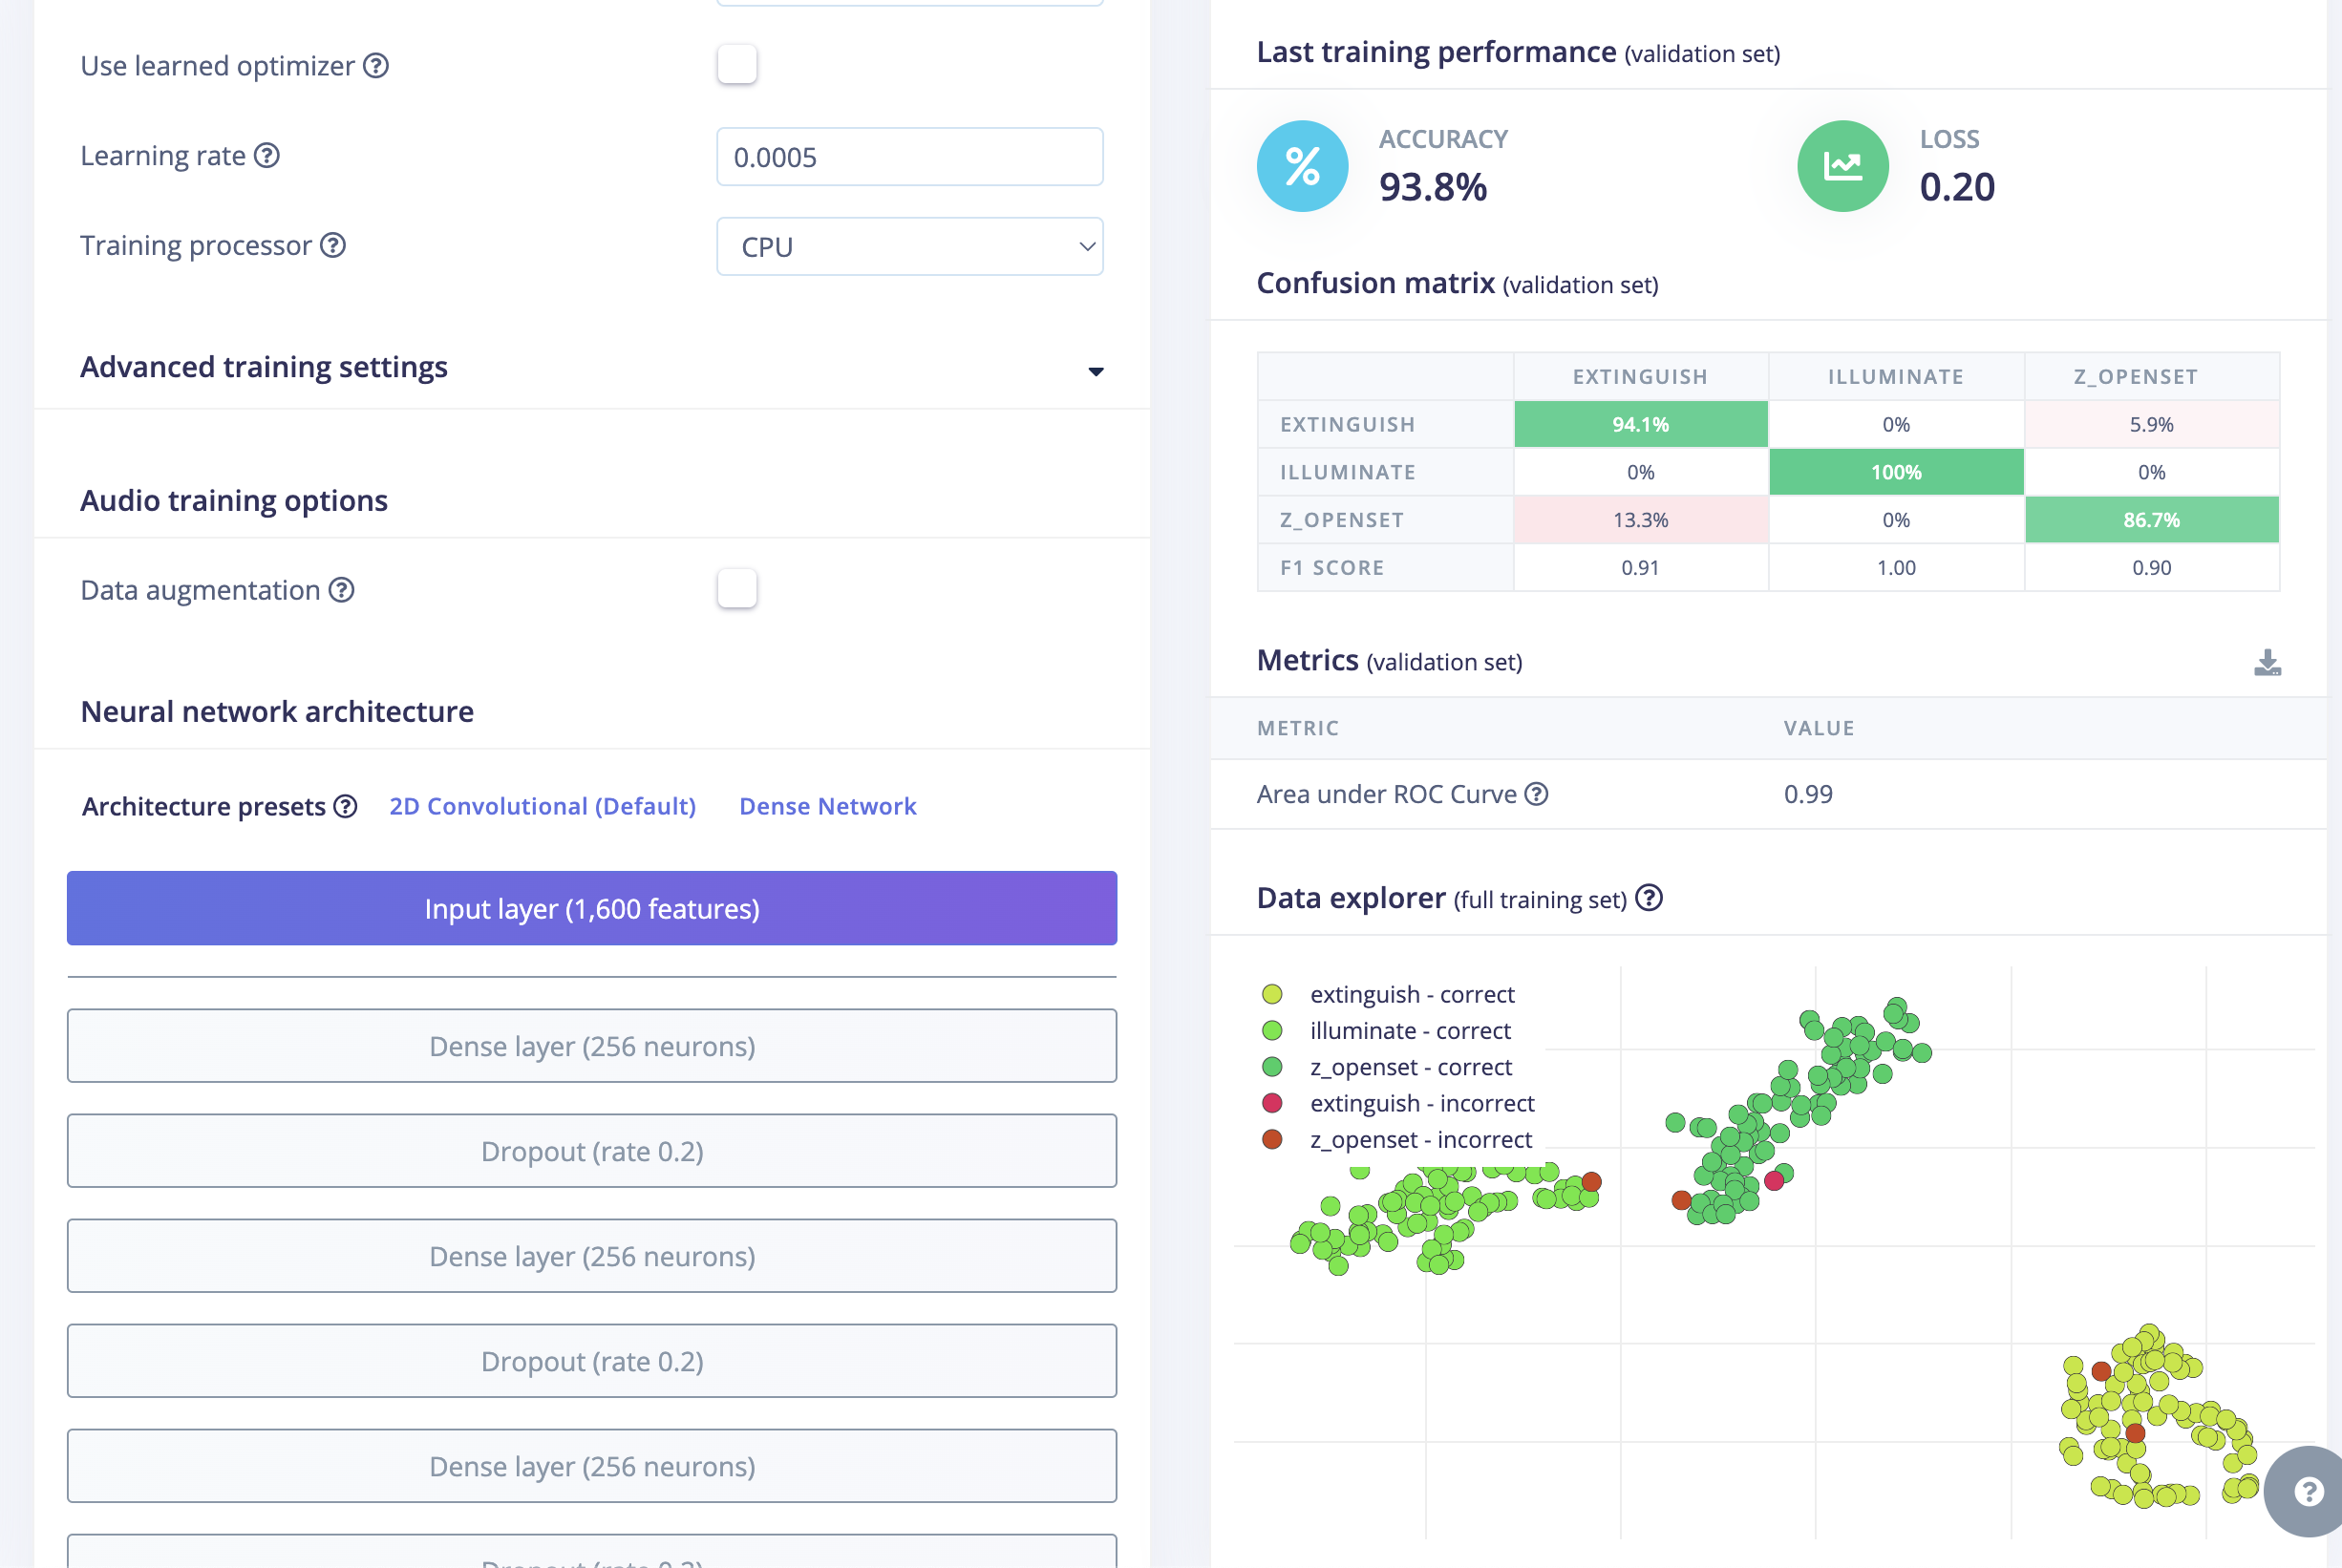 Use learned optimizer
Learning rate
0.0005
Training processor
CPU
Advanced training settings
Audio training options
Data augmentation
Neural network architecture
Architecture presets 2D Convolutional (Default) Dense Network
Input layer (1,600 features)
Dense layer (256 neurons)
Dropout (rate 0.2)
Dense layer (256 neurons)
Dropout (rate 0.2)
Dense layer (256 neurons)
Dropout (rate 0.2)
Last training performance (validation set)
%
ACCURACY
93.8%
LOSS
0.20
Confusion matrix (validation set)
EXTINGUISH ILLUMINATE Z_OPENSET
EXTINGUISH 94.1% 0% 5.9%
ILLUMINATE 0% 100% 0%
Z_OPENSET 13.3% 0% 86.7%
F1 SCORE 0.91 1.00 0.90
Metrics (validation set)
METRIC VALUE
Area under ROC Curve 0.99
Data explorer (full training set)
extinguish - correct
illuminate - correct
z_openset - correct
extinguish - incorrect
z_openset - incorrect